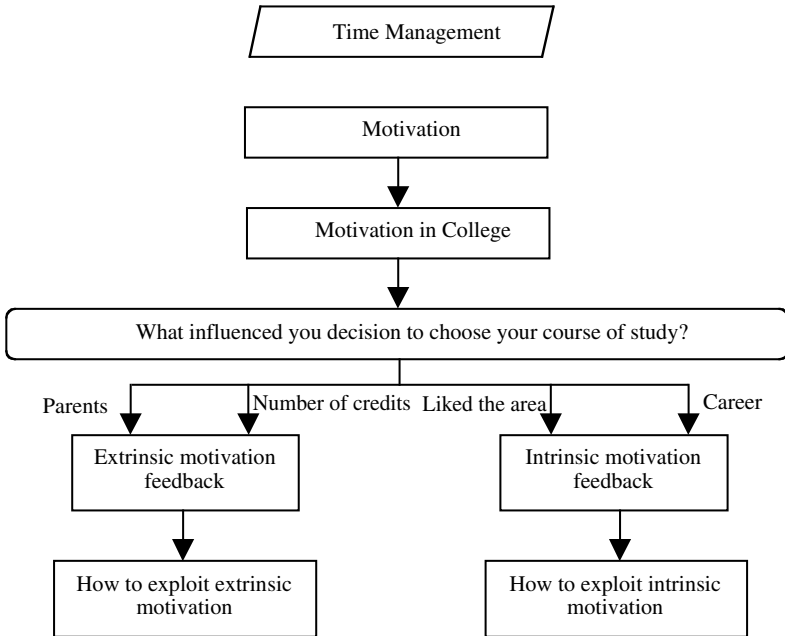 Time Management
Motivation
Motivation in College
What influenced you decision to choose your course of study?
Parents
Number of credits
Liked the area
Career
Extrinsic motivation
feedback
Intrinsic motivation
feedback
How to exploit extrinsic
motivation
How to exploit intrinsic
motivation